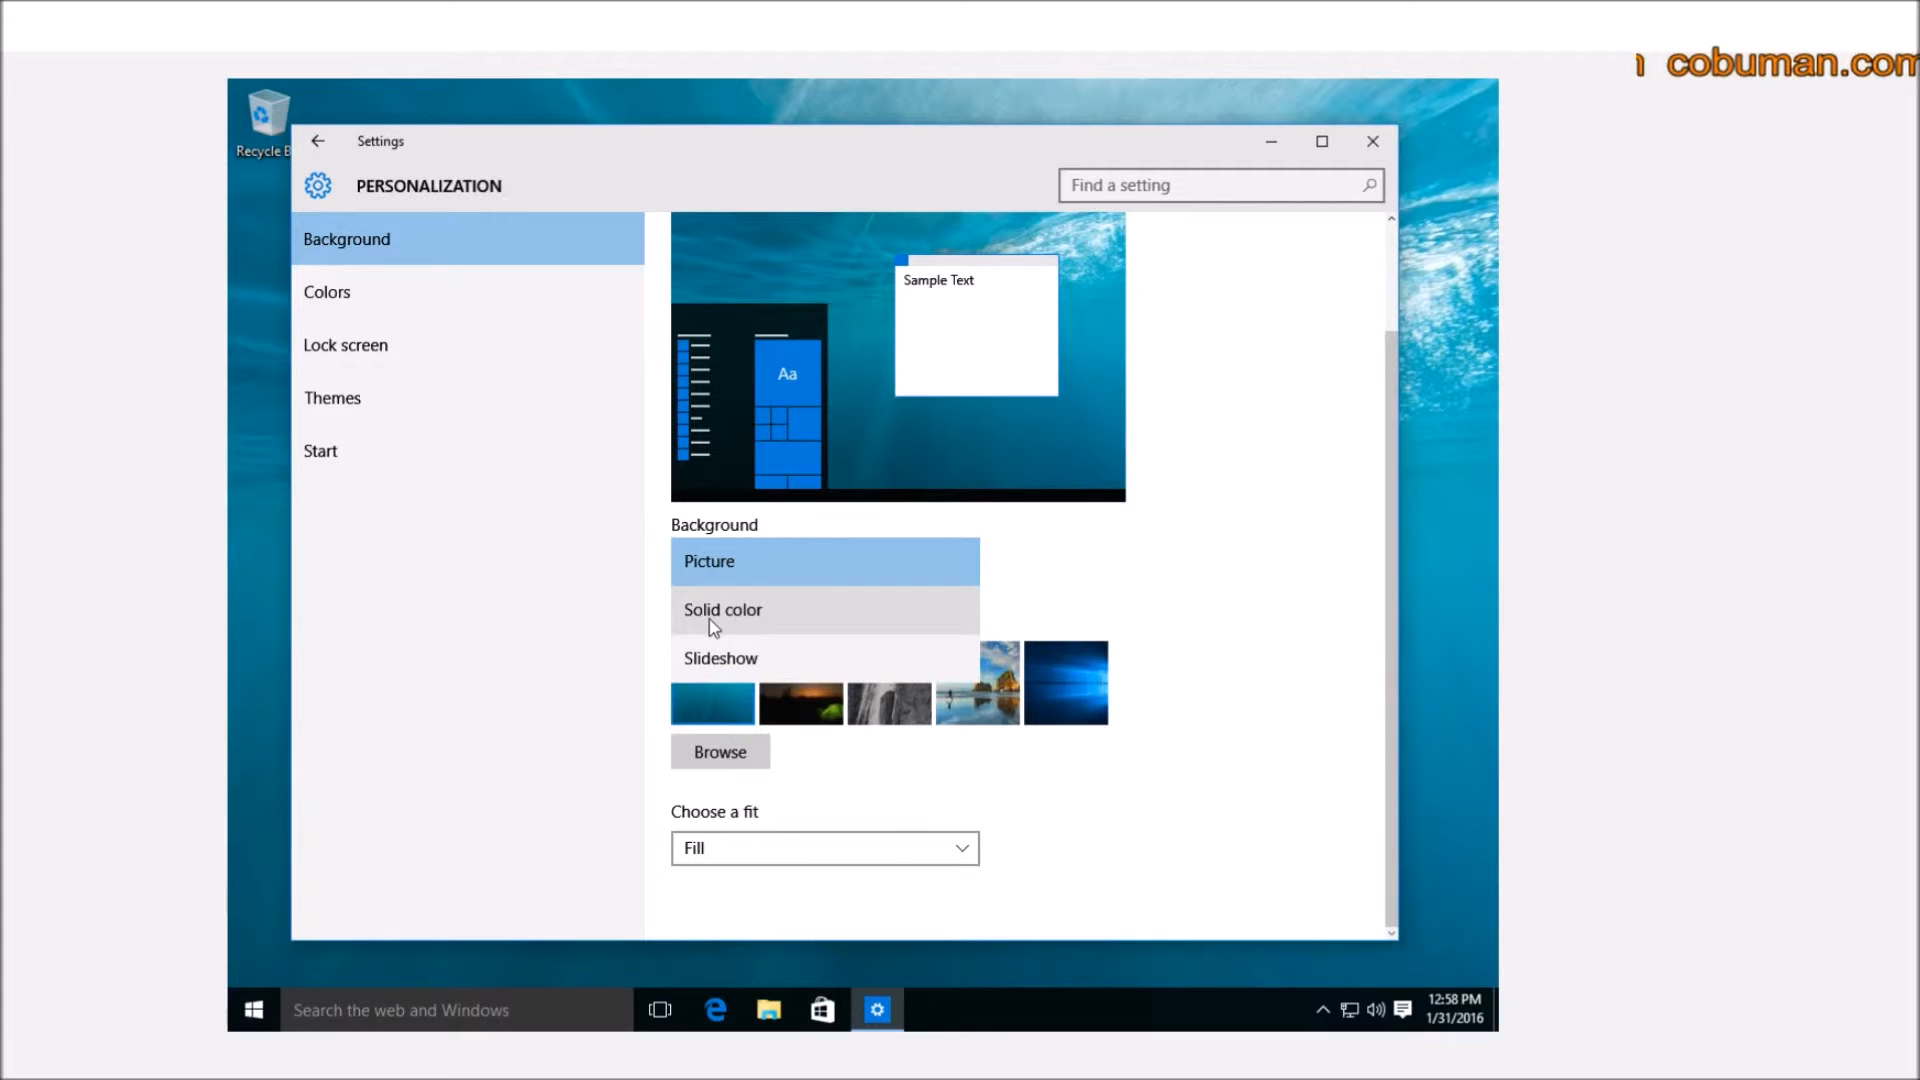 cobuman.com
Recycle B
Settings
PERSONALIZATION
Find a setting
Background
Colors
Lock screen
Themes
Start
Sample Text
Aa
Background
Picture
Solid color
Slideshow
Browse
Choose a fit
Fill
Search the web and Windows
12:58 PM
1/31/2016